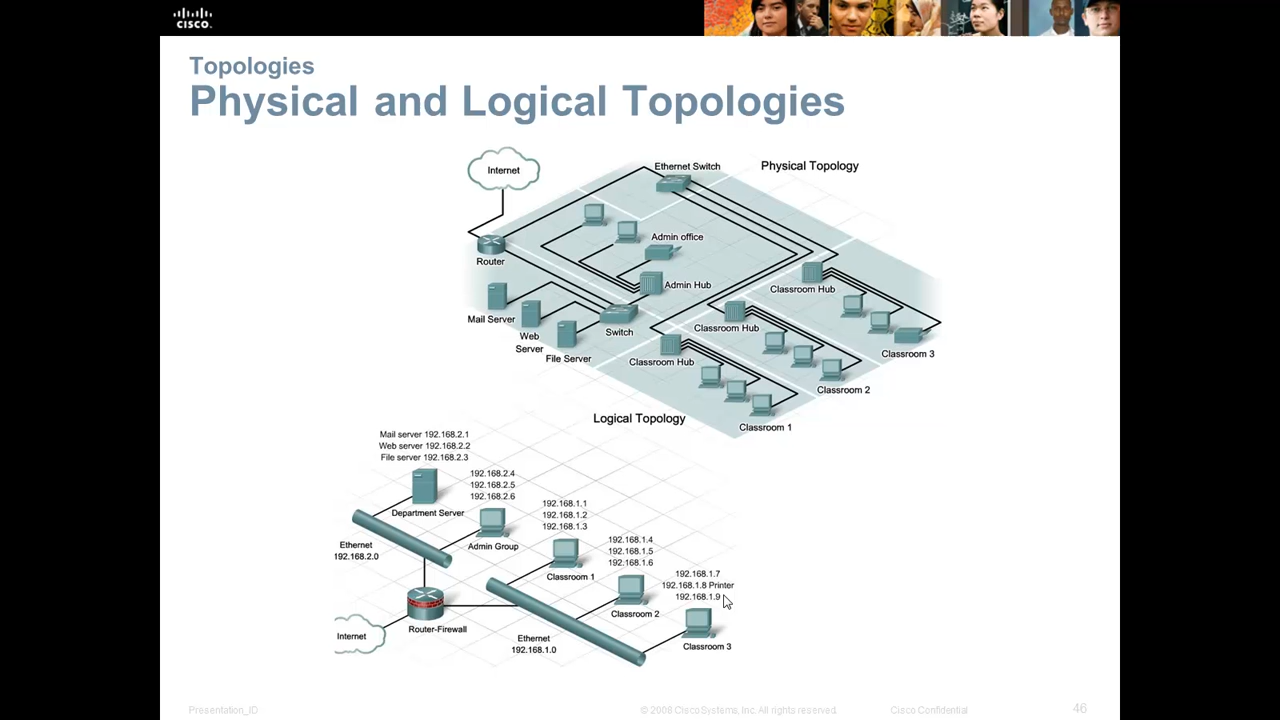 CISCO.
Topologies
Physical and Logical Topologies
Internet
Ethernet Switch
Physical Topology
Admin office
Router
Admin Hub
Classroom Hub
Mail Server
Web
Server
File Server
Switch
Classroom Hub
Classroom Hub
Classroom 3
Classroom 2
Classroom 1
Logical Topology
Mail server 192.168.2.1
Web server 192.168.2.2
File server 192.168.2.3
192.168.2.4
192.168.2.5
192.168.2.6
Department Server
Admin Group
Ethernet
192.168.2.0
192.168.1.1
192.168.1.2
192.168.1.3
Classroom 1
192.168.1.4
192.168.1.5
192.168.1.6
Classroom 2
192.168.1.7
192.168.1.8 Printer
192.168.1.9
Classroom 3
Router-Firewall
Internet
Ethernet
192.168.1.0
Presentation_ID
© 2008 Cisco Systems, Inc. All rights reserved.
Cisco Confidential
46